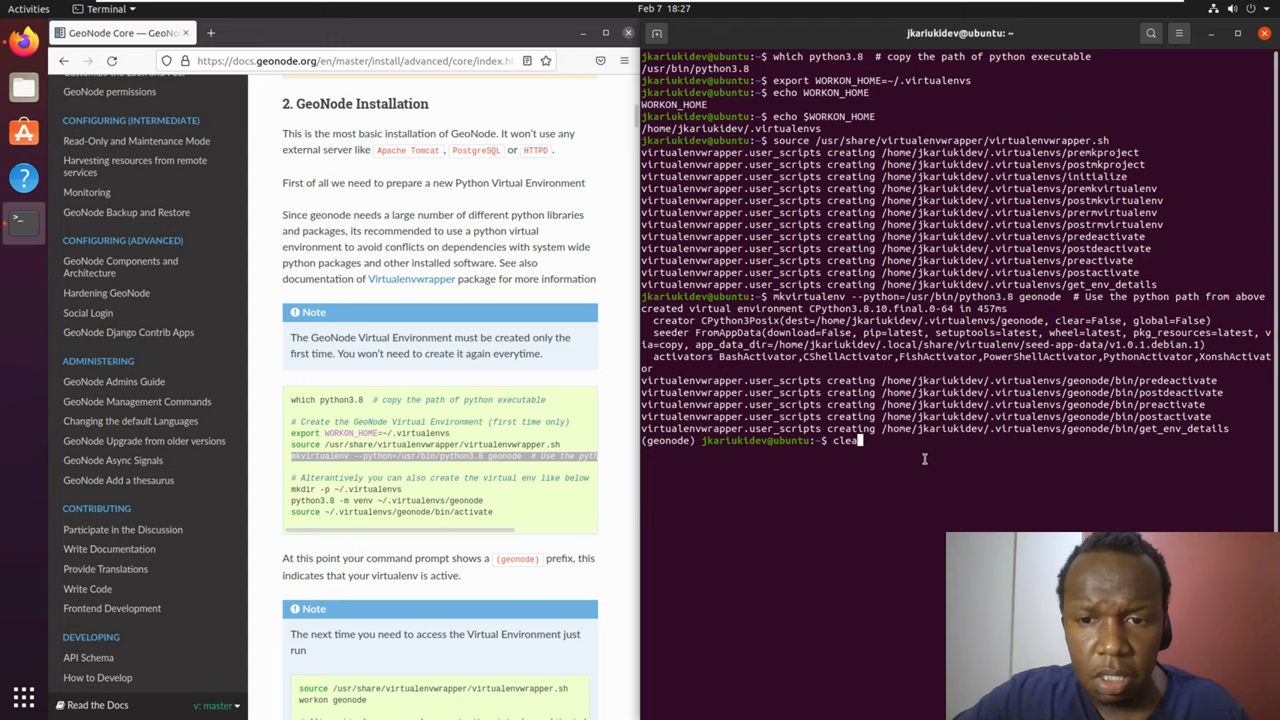 Activities
Terminal
Feb 7 18:27
GeoNode Core — GeoNo
https://docs.geonode.org/en/master/install/advanced/core/index.ht
GeoNode permissions
CONFIGURING (INTERMEDIATE)
Read-Only and Maintenance Mode
Harvesting resources from remote
services
Monitoring
GeoNode Backup and Restore
CONFIGURING (ADVANCED)
GeoNode Components and
Architecture
Hardening GeoNode
Social Login
GeoNode Django Contrib Apps
ADMINISTERING
GeoNode Admins Guide
GeoNode Management Commands
Changing the default Languages
GeoNode Upgrade from older versions
GeoNode Async Signals
GeoNode Add a thesaurus
CONTRIBUTING
Participate in the Discussion
Write Documentation
Provide Translations
Write Code
Frontend Development
DEVELOPING
API Schema
How to Develop
Read the Docs
v: master
2. GeoNode Installation
This is the most basic installation of GeoNode. It won't use any
external server like Apache Tomcat, PostgreSQL or HTTPD.
First of all we need to prepare a new Python Virtual Environment
Since geonode needs a large number of different python libraries
and packages, its recommended to use a python virtual
environment to avoid conflicts on dependencies with system wide
python packages and other installed software. See also
documentation of Virtualenvwrapper package for more information
Note
The GeoNode Virtual Environment must be created only the
first time. You won't need to create it again everytime.
which python3.8 # copy the path of python executable
# Create the GeoNode Virtual Environment (first time only)
export WORKON_HOME=~/.virtualenvs
source /usr/share/virtualenvwrapper/virtualenvwrapper.sh
mkvirtualenv --python=/usr/bin/python3.8 geonode # Use the pyth
# Alterantively you can also create the virtual env like below
mkdir -p ~/.virtualenvs
python3.8 -m venv ~/.virtualenvs/geonode
source ~/.virtualenvs/geonode/bin/activate
At this point your command prompt shows a (geonode) prefix, this
indicates that your virtualenv is active.
Note
The next time you need to access the Virtual Environment just
run
source /usr/share/virtualenvwrapper/virtualenvwrapper.sh
workon geonode
jkariukidev@ubuntu: ~
jkariukidev@ubuntu:~$ which python3.8 # copy the path of python executable
/usr/bin/python3.8
jkariukidev@ubuntu:~$ export WORKON_HOME=~/.virtualenvs
jkariukidev@ubuntu:~$ echo WORKON_HOME
WORKON_HOME
jkariukidev@ubuntu:~$ echo $WORKON_HOME
/home/jkariukidev/.virtualenvs
jkariukidev@ubuntu:~$ source /usr/share/virtualenvwrapper/virtualenvwrapper.sh
virtualenvwrapper.user_scripts creating /home/jkariukidev/.virtualenvs/premkproject
virtualenvwrapper.user_scripts creating /home/jkariukidev/.virtualenvs/postmkproject
virtualenvwrapper.user_scripts creating /home/jkariukidev/.virtualenvs/initialize
virtualenvwrapper.user_scripts creating /home/jkariukidev/.virtualenvs/premkvirtualenv
virtualenvwrapper.user_scripts creating /home/jkariukidev/.virtualenvs/postmkvirtualenv
virtualenvwrapper.user_scripts creating /home/jkariukidev/.virtualenvs/prermvirtualenv
virtualenvwrapper.user_scripts creating /home/jkariukidev/.virtualenvs/postrmvirtualenv
virtualenvwrapper.user_scripts creating /home/jkariukidev/.virtualenvs/predeactivate
virtualenvwrapper.user_scripts creating /home/jkariukidev/.virtualenvs/postdeactivate
virtualenvwrapper.user_scripts creating /home/jkariukidev/.virtualenvs/preactivate
virtualenvwrapper.user_scripts creating /home/jkariukidev/.virtualenvs/postactivate
virtualenvwrapper.user_scripts creating /home/jkariukidev/.virtualenvs/get_env_details
jkariukidev@ubuntu:~$ mkvirtualenv --python=/usr/bin/python3.8 geonode # Use the python path from above
created virtual environment CPython3.8.10.final.0-64 in 457ms
creator CPython3Posix(dest=/home/jkariukidev/.virtualenvs/geonode, clear=False, global=False)
seeder FromAppData(download=False, pip=latest, setuptools=latest, wheel=latest, pkg_resources=latest, v
ia=copy, app_data_dir=/home/jkariukidev/.local/share/virtualenv/seed-app-data/v1.0.1.debian.1)
activators BashActivator,CShellActivator,FishActivator,PowerShellActivator,PythonActivator,XonshActivat
or
virtualenvwrapper.user_scripts creating /home/jkariukidev/.virtualenvs/geonode/bin/predeactivate
virtualenvwrapper.user_scripts creating /home/jkariukidev/.virtualenvs/geonode/bin/postdeactivate
virtualenvwrapper.user_scripts creating /home/jkariukidev/.virtualenvs/geonode/bin/preactivate
virtualenvwrapper.user_scripts creating /home/jkariukidev/.virtualenvs/geonode/bin/postactivate
virtualenvwrapper.user_scripts creating /home/jkariukidev/.virtualenvs/geonode/bin/get_env_details
(geonode) jkariukidev@ubuntu:~$ clea